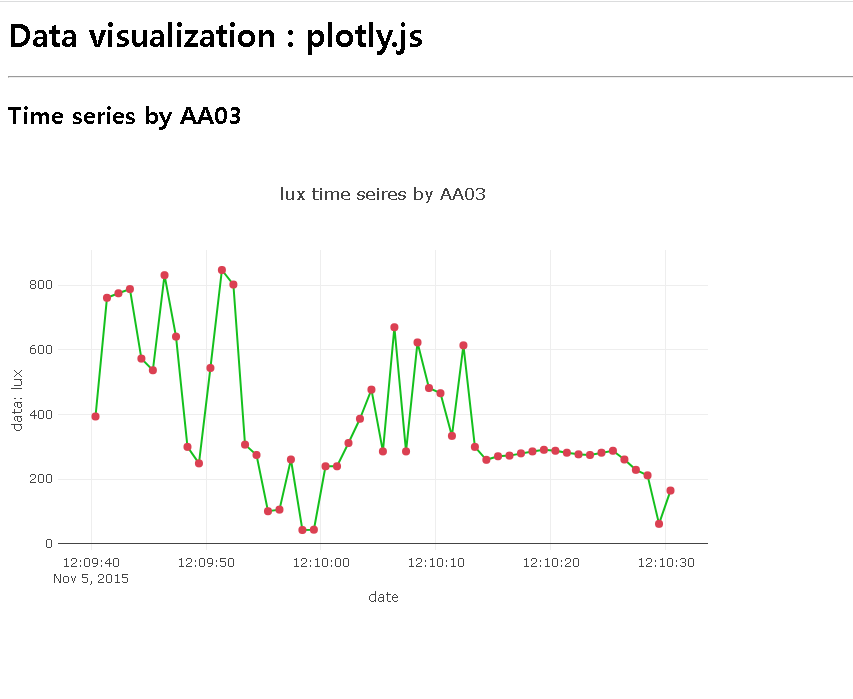 Data visualization : plotly.js
Time series by AA03
lux time seires by AA03
800
600
400
200
0
data: lux
12:09:40 12:09:50 12:10:00 12:10:10 12:10:20 12:10:30
Nov 5, 2015
date